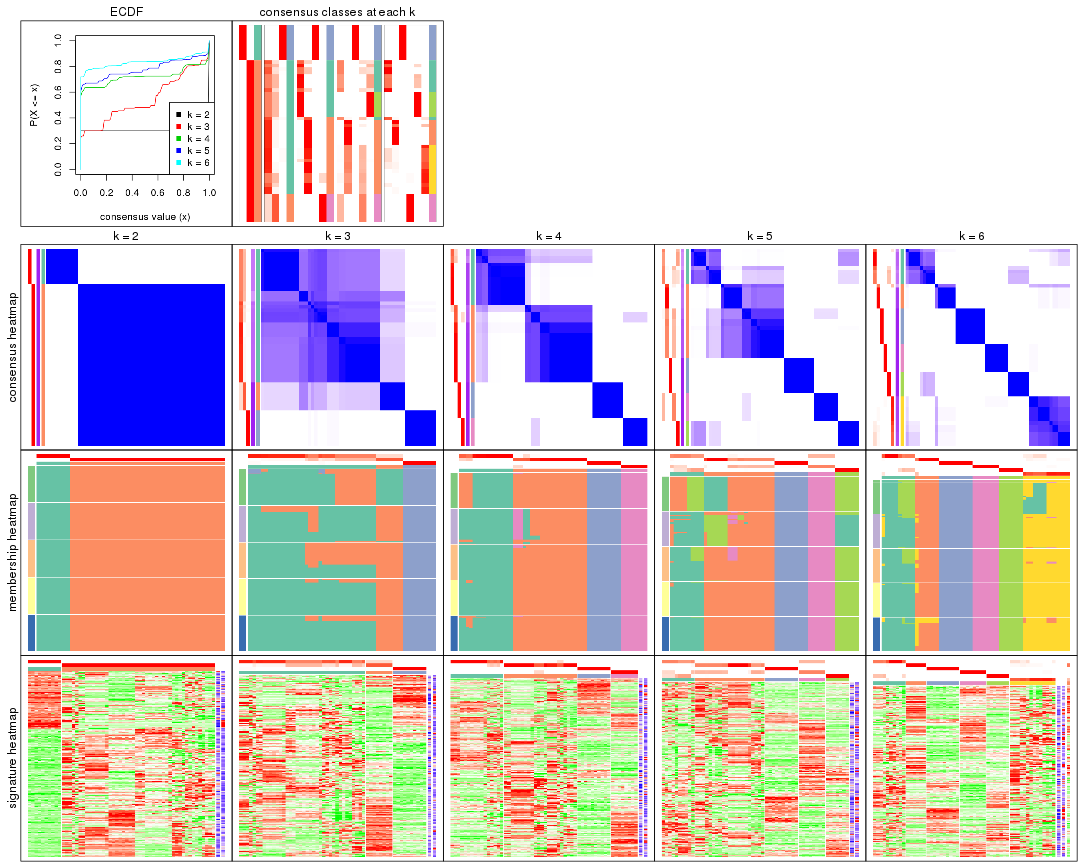 ECDF
consensus classes at each k
P(X <= x)
0.0 0.2 0.4 0.6 0.8 1.0
k = 2
k = 3
k = 4
k = 5
k = 6
0.0 0.2 0.4 0.6 0.8 1.0
consensus value (x)
k = 2
k = 3
k = 4
k = 5
k = 6
consensus heatmap
membership heatmap
signature heatmap